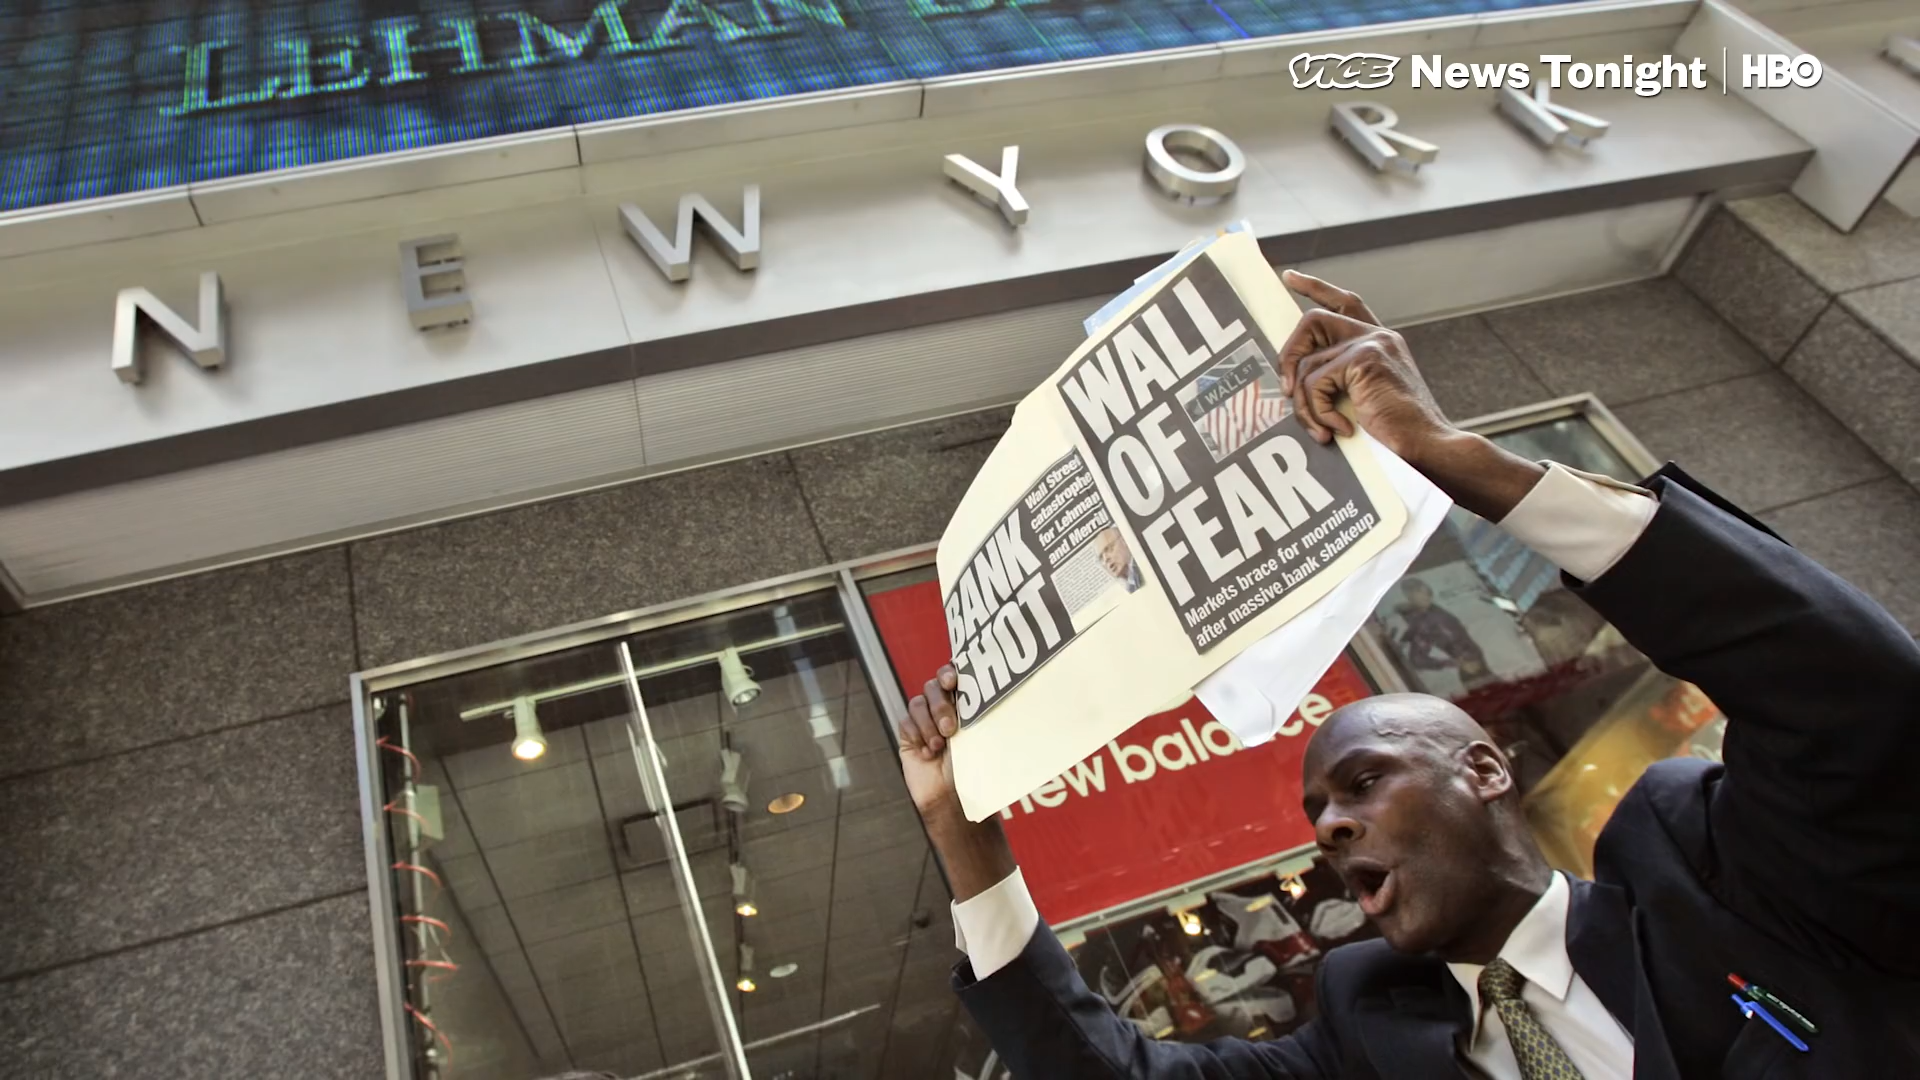 LEHMAN
VICE News Tonight | HBO
NEW YORK
WALL
OF
FEAR
WALL ST
Markets brace for morning
after massive bank shakeup
BANK
SHOT
Wall Street
catastrophe
for Lehman
and Merrill
new balance